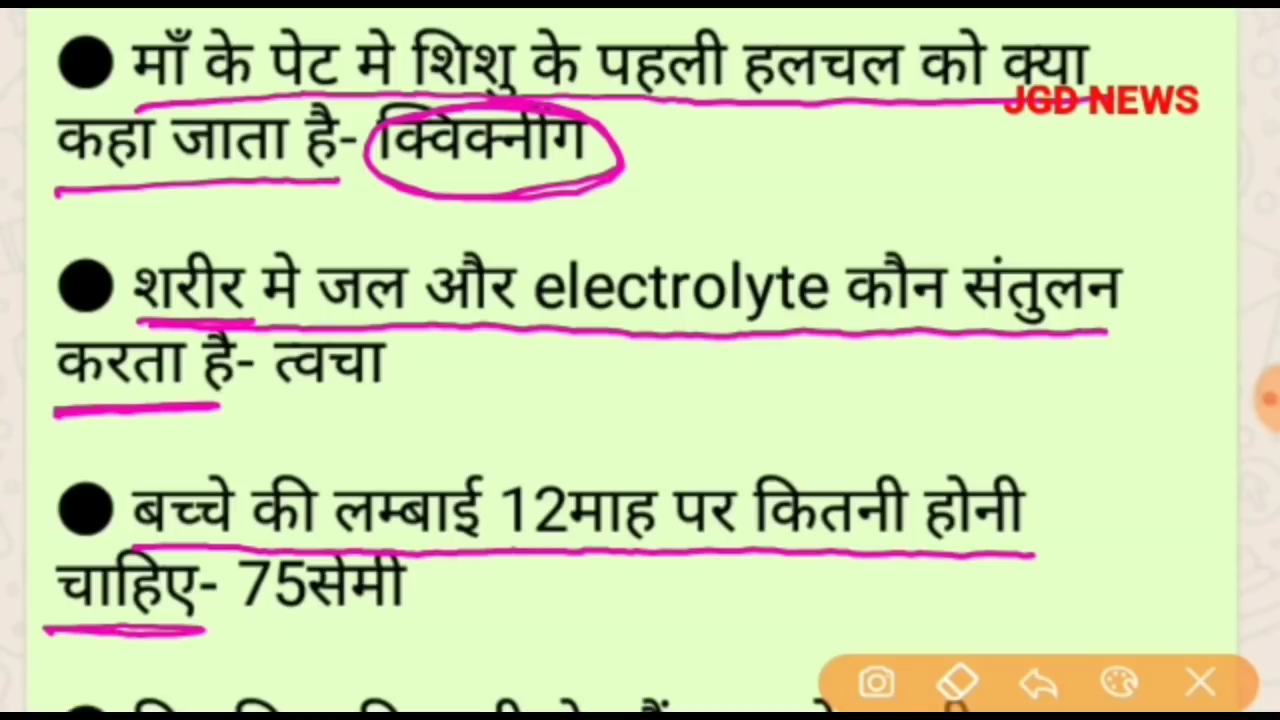 ● माँ के पेट मे शिशु के पहली हलचल को क्या
JGD NEWS
कहा जाता है- क्विक्नींग
● शरीर मे जल और electrolyte कौन संतुलन
करता है- त्वचा
● बच्चे की लम्बाई 12माह पर कितनी होनी
चाहिए- 75सेमी